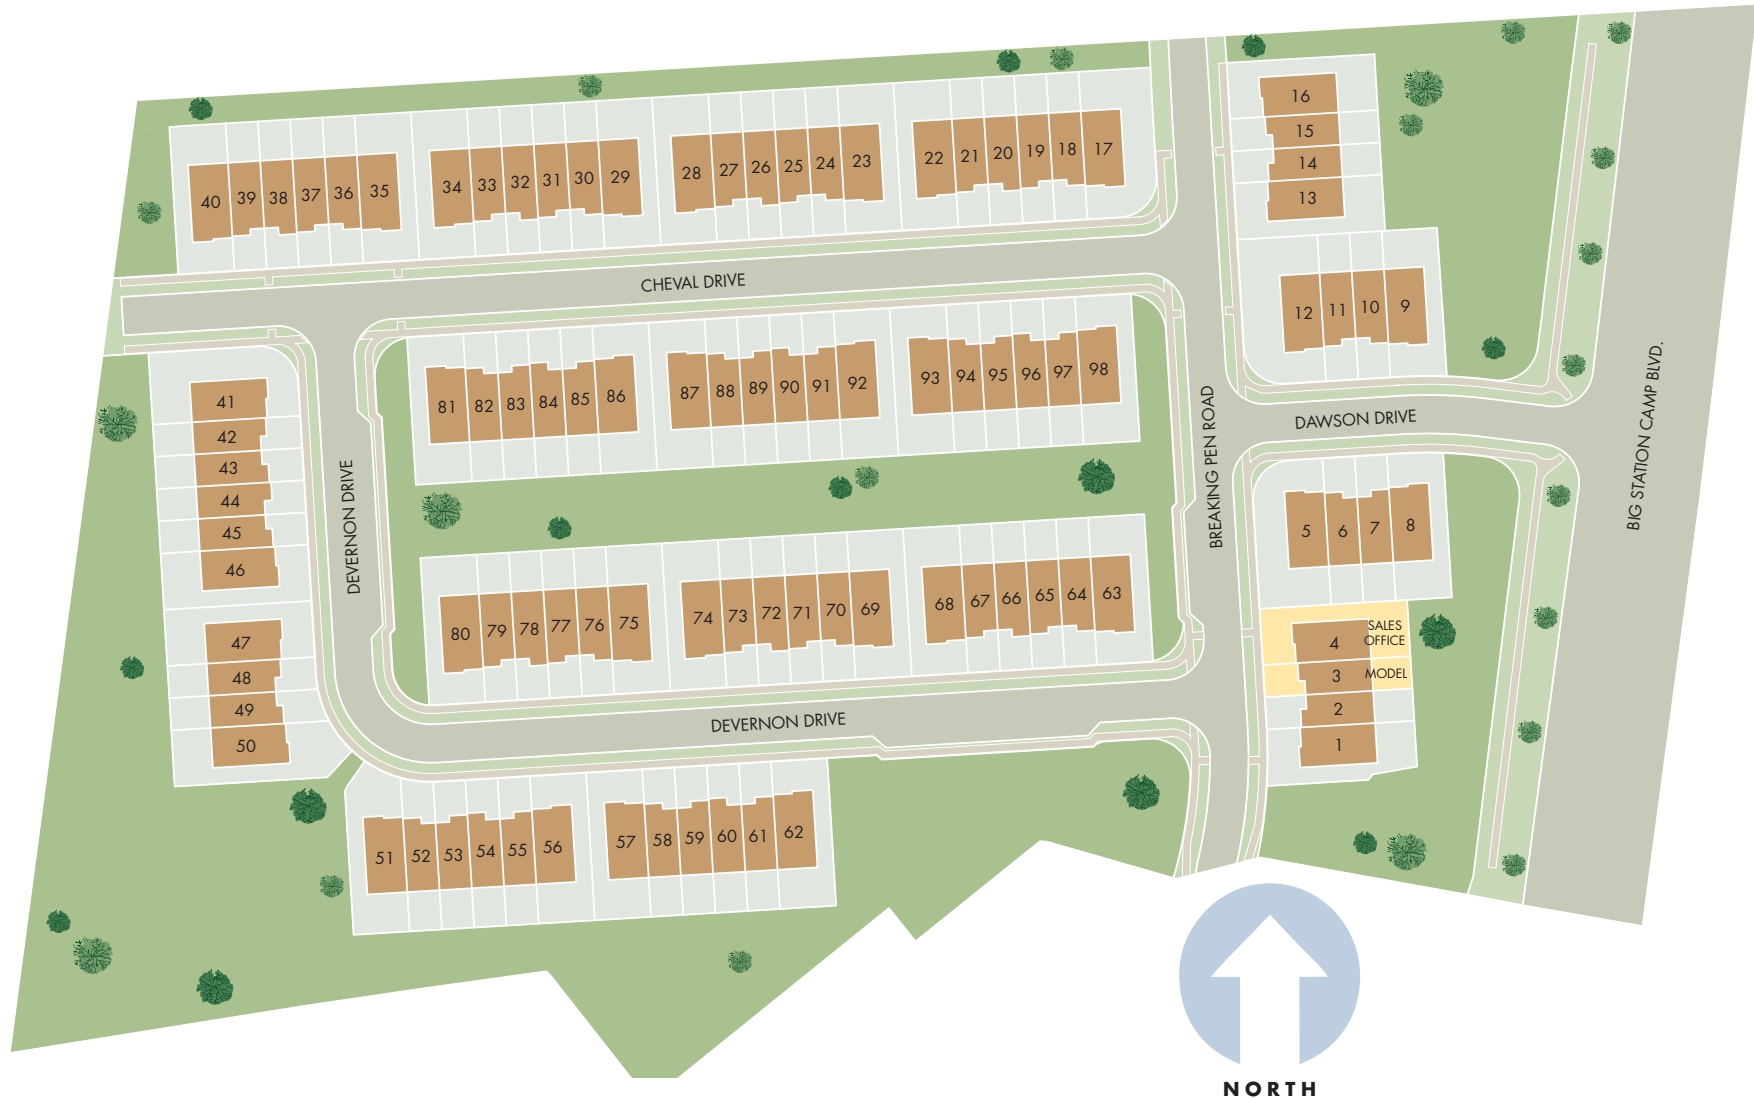 40 39 38 37 36 35
34 33 32 31 30 29
28 27 26 25 24 23
22 21 20 19 18 17
16
15
14
13
CHEVAL DRIVE
12 11 10 9
81 82 83 84 85 86
87 88 89 90 91 92
93 94 95 96 97 98
41
42
43
44
45
46
DEVERNON DRIVE
BREAKING PEN ROAD
DAWSON DRIVE
BIG STATION CAMP BLVD.
5 6 7 8
80 79 78 77 76 75
74 73 72 71 70 69
68 67 66 65 64 63
47
48
49
50
4 SALES
OFFICE
3 MODEL
2
1
DEVERNON DRIVE
51 52 53 54 55 56
57 58 59 60 61 62
NORTH